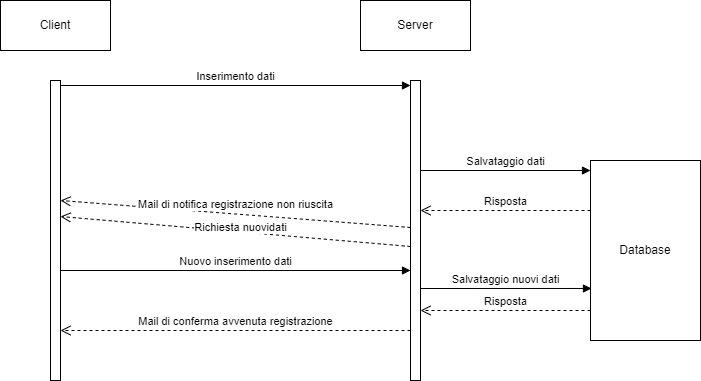 Client
Server
Inserimento dati
Salvataggio dati
Mail di notifica registrazione non riuscita
Risposta
Richiesta nuovidati
Database
Nuovo inserimento dati
Salvataggio nuovi dati
Risposta
Mail di conferma avvenuta registrazione